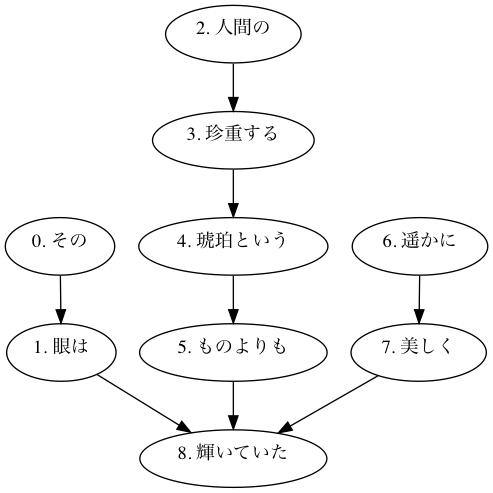 2. 人間の
3. 珍重する
0. その
4. 琥珀という
6. 遥かに
1. 眼は
5. ものよりも
7. 美しく
8. 輝いていた